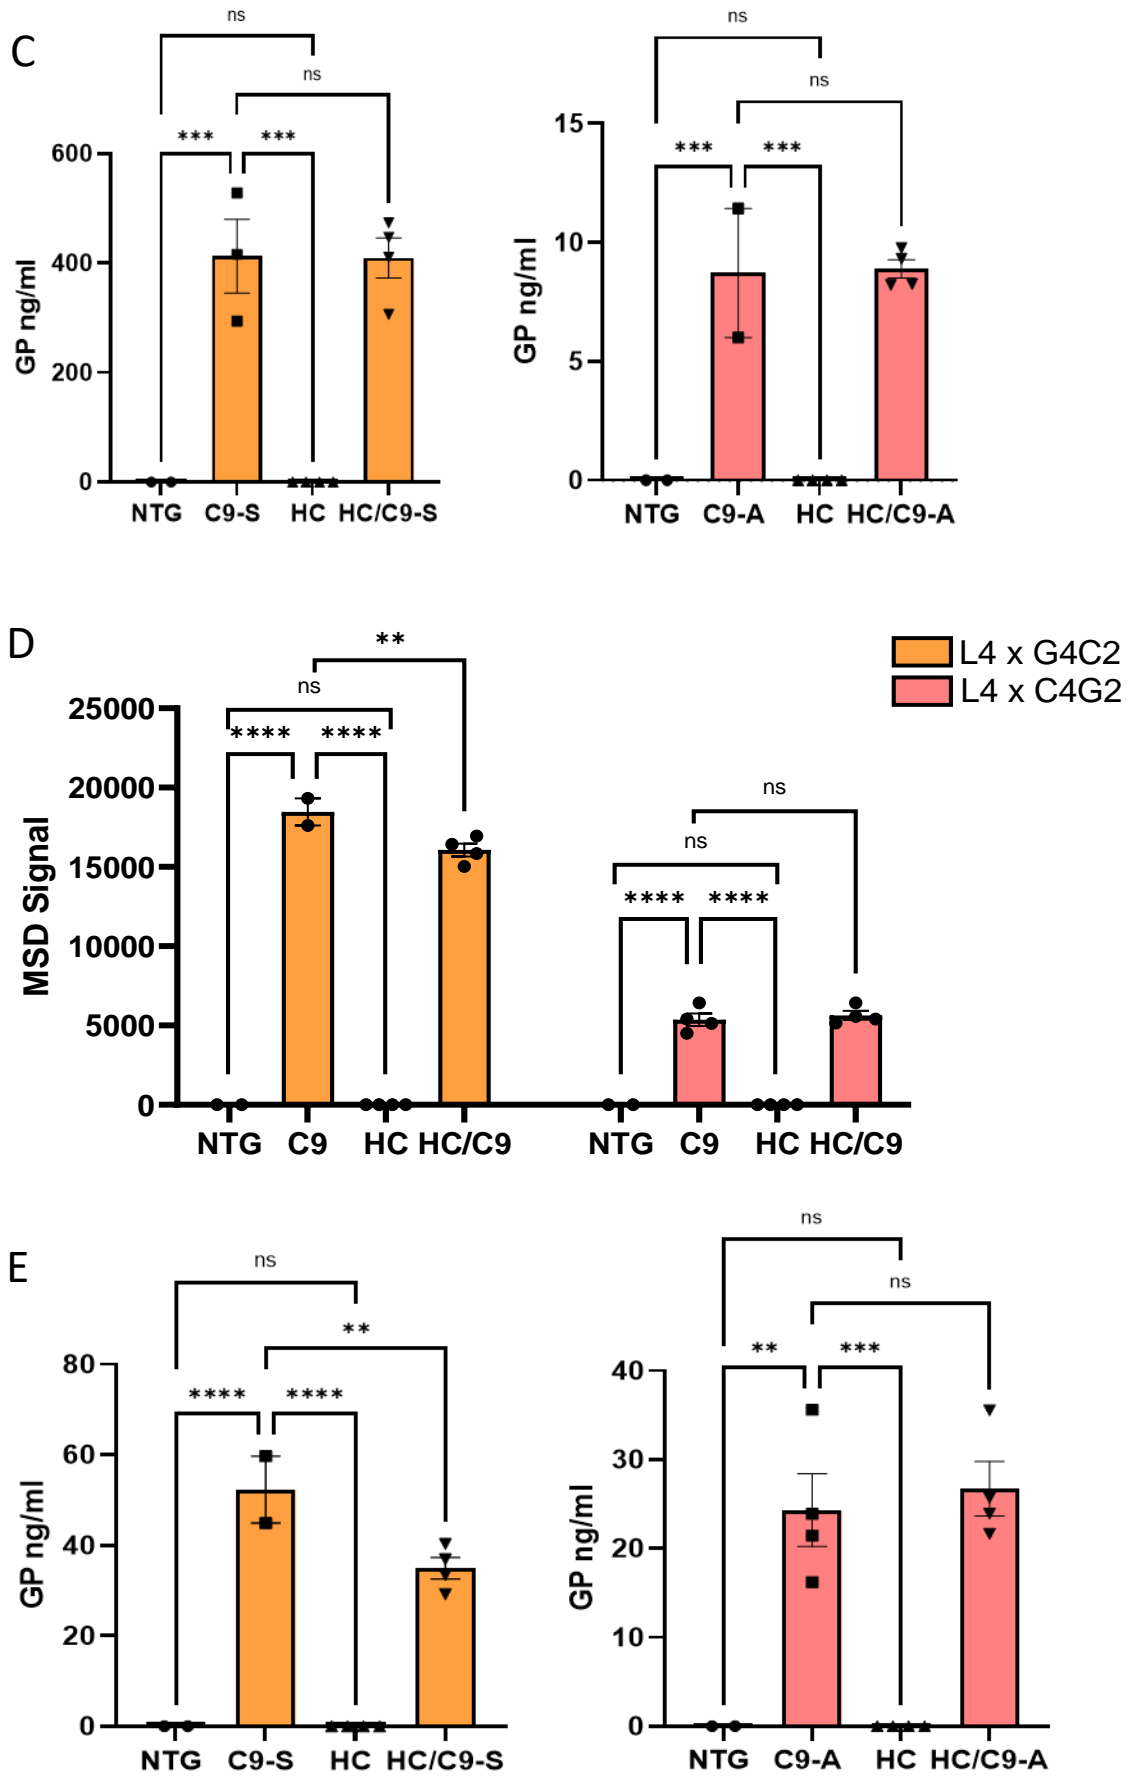 C
ns
ns
*** ***
600
400
200
0
GP ng/ml
NTG C9-S HC HC/C9-S
ns
ns
*** ***
15
10
5
0
GP ng/ml
NTG C9-A HC HC/C9-A
D
L4 x G4C2
L4 x C4G2
**
ns
**** ****
25000
20000
15000
10000
5000
0
MSD Signal
NTG C9 HC HC/C9
ns
ns
**** ****
NTG C9 HC HC/C9
E
ns
**
**** ****
80
60
40
20
0
GP ng/ml
NTG C9-S HC HC/C9-S
ns
ns
** ***
40
30
20
10
0
GP ng/ml
NTG C9-A HC HC/C9-A